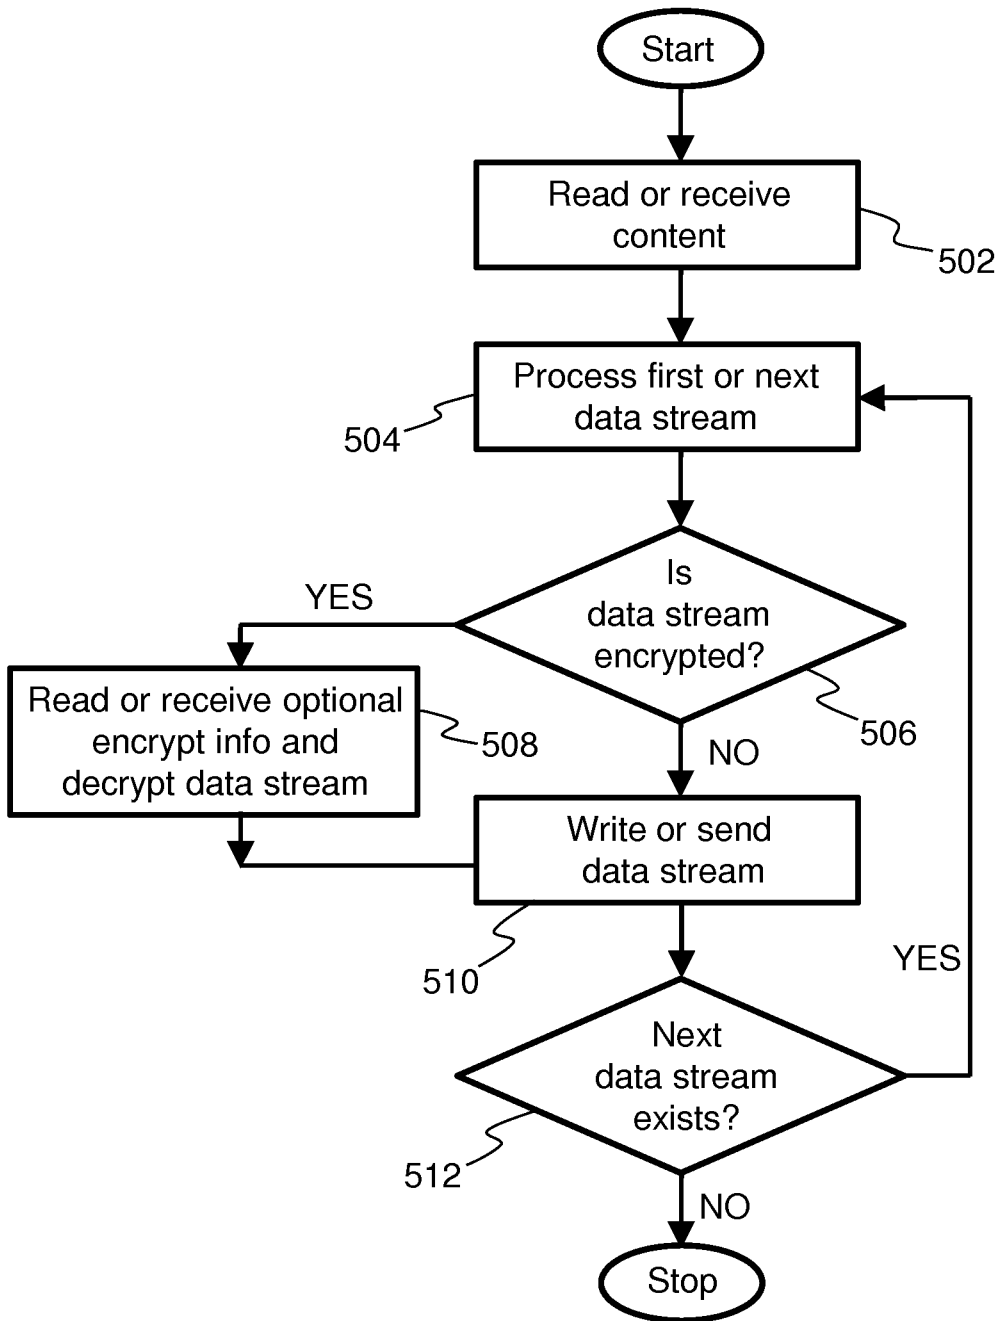 Start
Read or receive
content
502
Process first or next
data stream
504
Is
data stream
encrypted?
YES
506
Read or receive optional
encrypt info and
decrypt data stream
508
NO
Write or send
data stream
510
YES
Next
data stream
exists?
512
NO
Stop